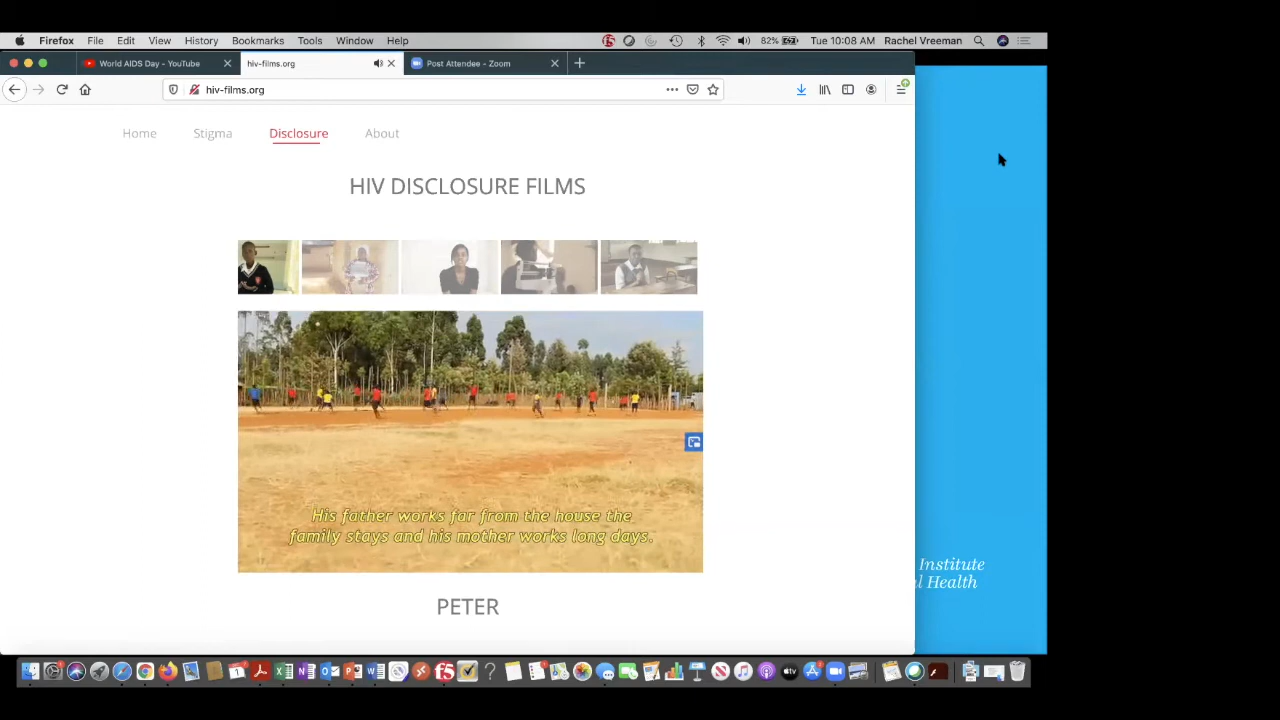 Firefox File Edit View History Bookmarks Tools Window Help 82% Tue 10:08 AM Rachel Vreeman
World AIDS Day - YouTube hiv-films.org Post Attendee - Zoom
hiv-films.org
Home Stigma Disclosure About
HIV DISCLOSURE FILMS
His father works far from the house the
family stays and his mother works long days.
Institute
l Health
PETER